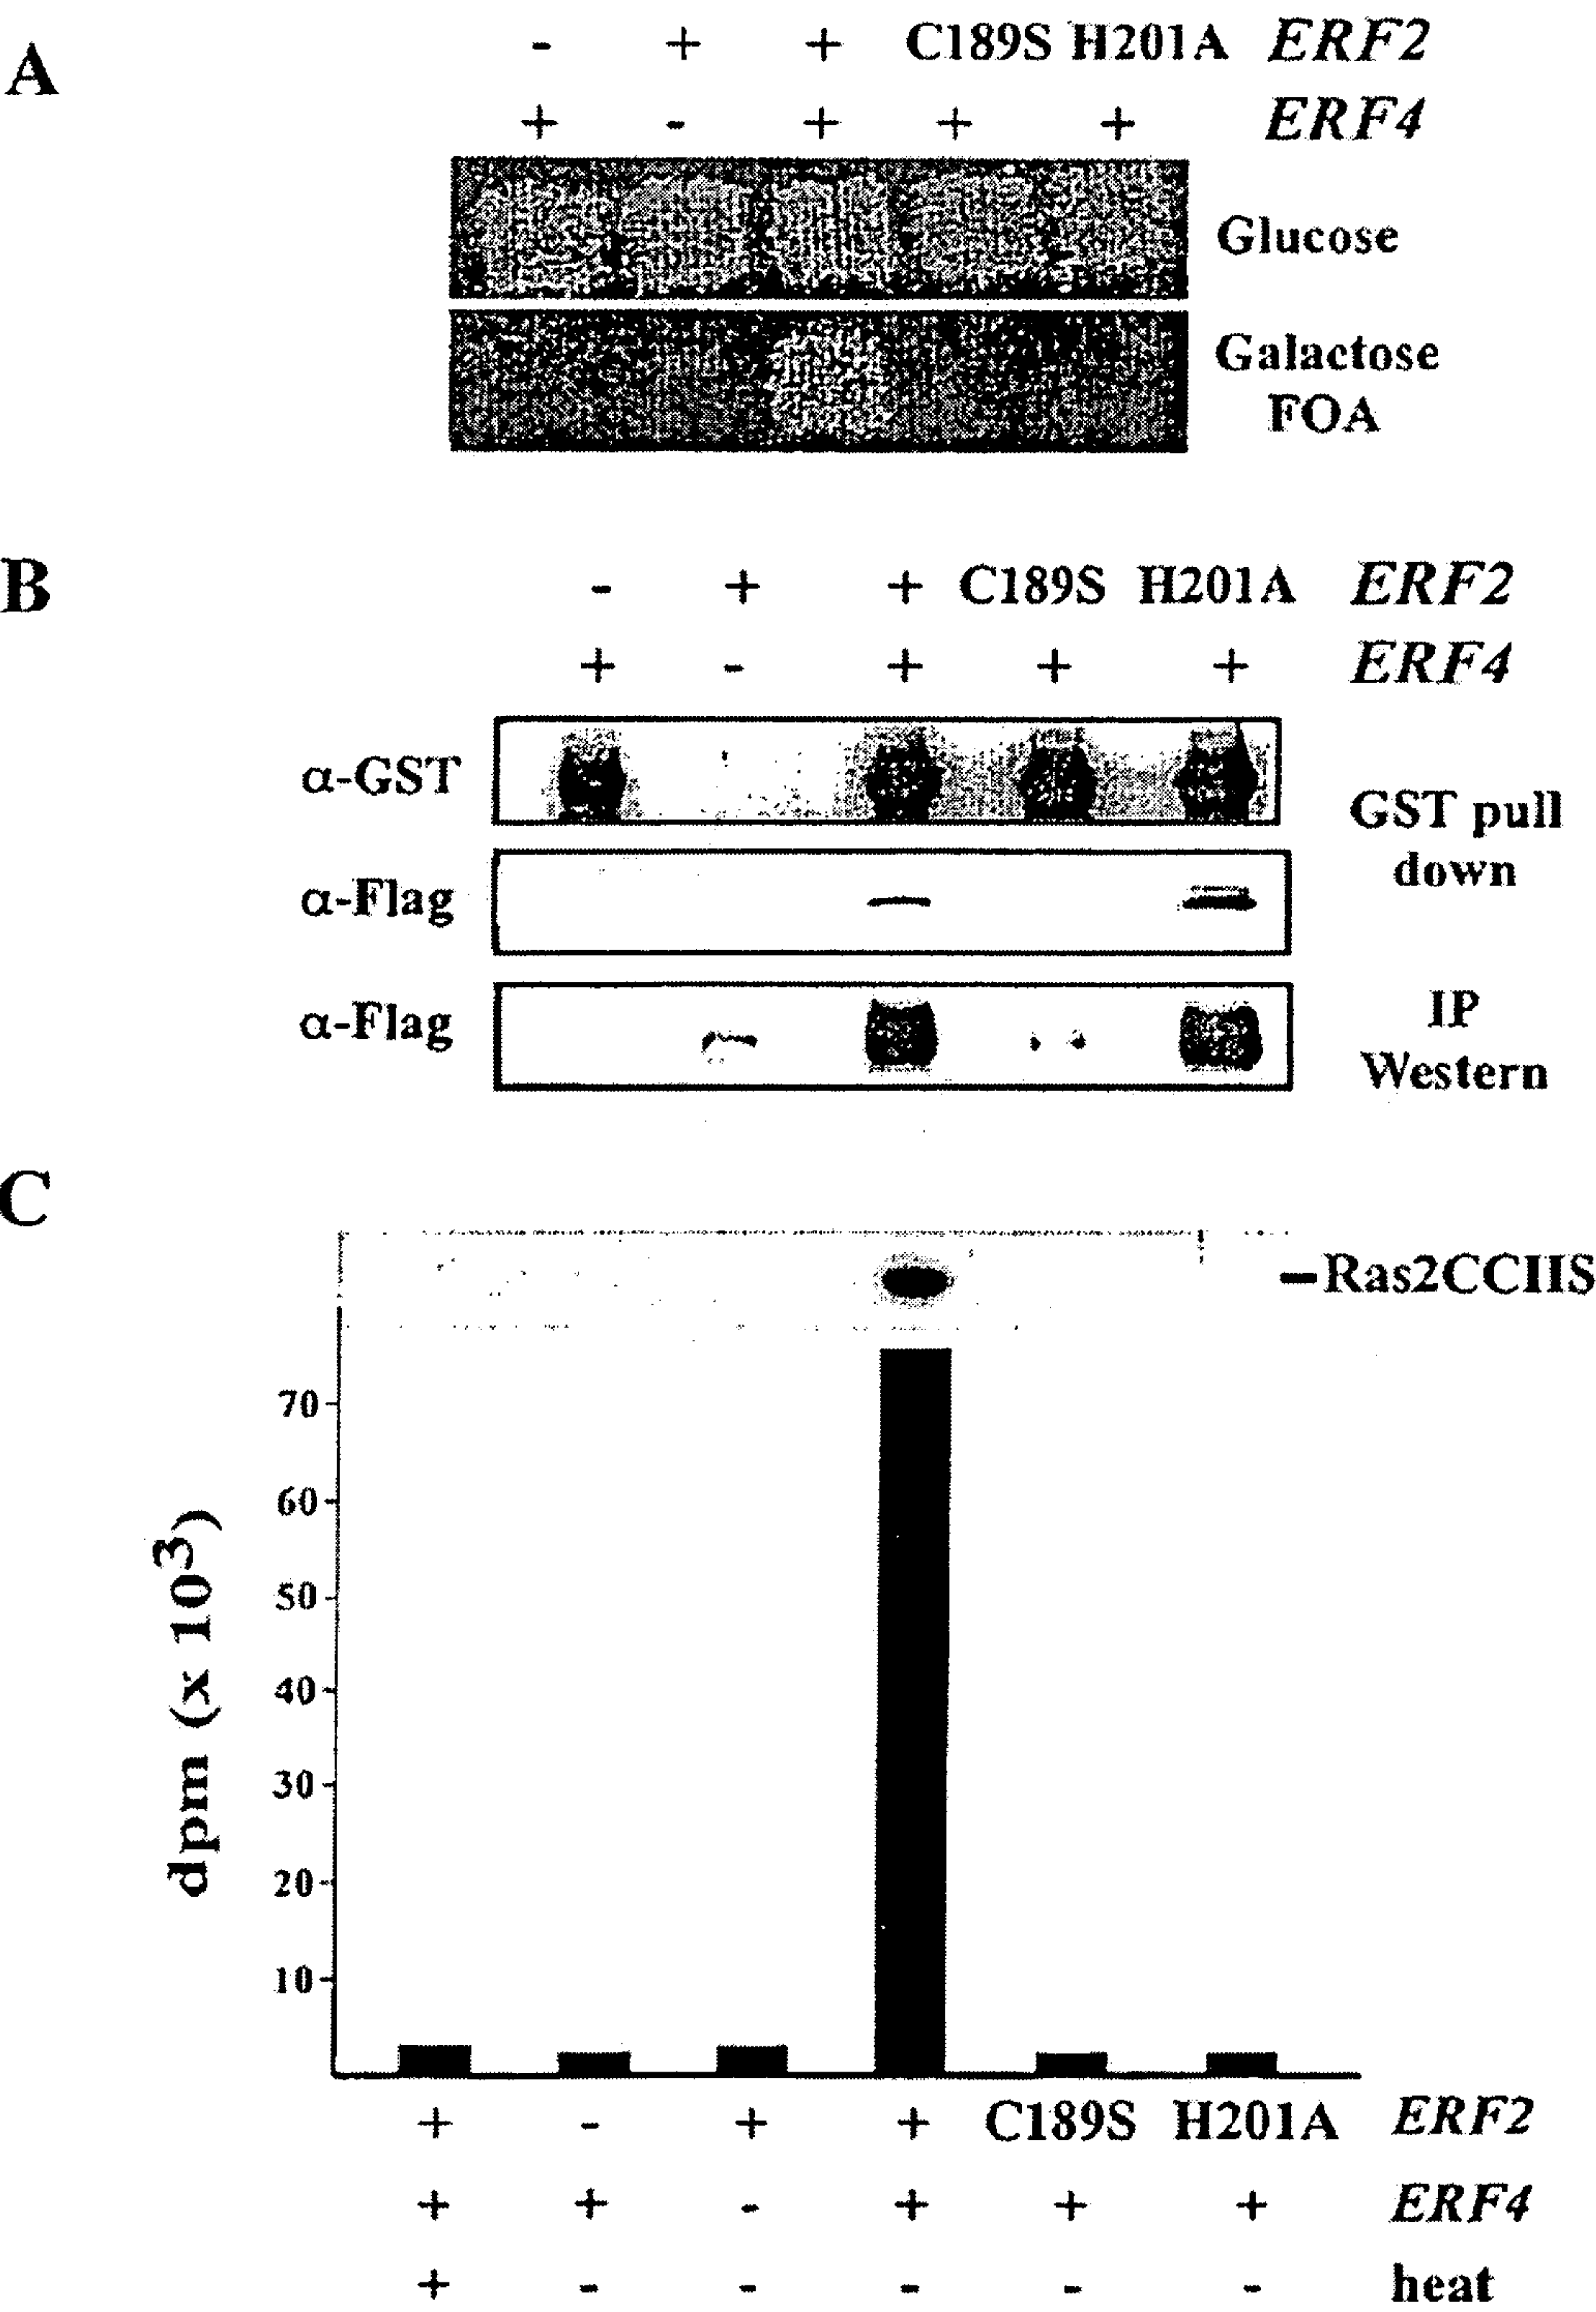 A
- + + C189S H201A ERF2
+ - + + + ERF4
Glucose
Galactose
FOA
B
- + + C189S H201A ERF2
+ - + + + ERF4
α-GST
GST pull
down
α-Flag
α-Flag
IP
Western
C
Ras2CCIIS
70
60
50
40
30
20
10
dpm (x 10³)
+ - + + C189S H201A ERF2
+ + - + + + ERF4
+ - - - - - heat